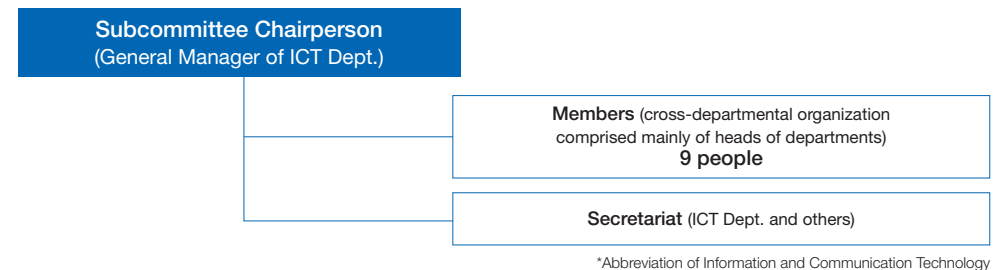 Subcommittee Chairperson
(General Manager of ICT Dept.)
Members (cross-departmental organization
comprised mainly of heads of departments)
9 people
Secretariat (ICT Dept. and others)
*Abbreviation of Information and Communication Technology